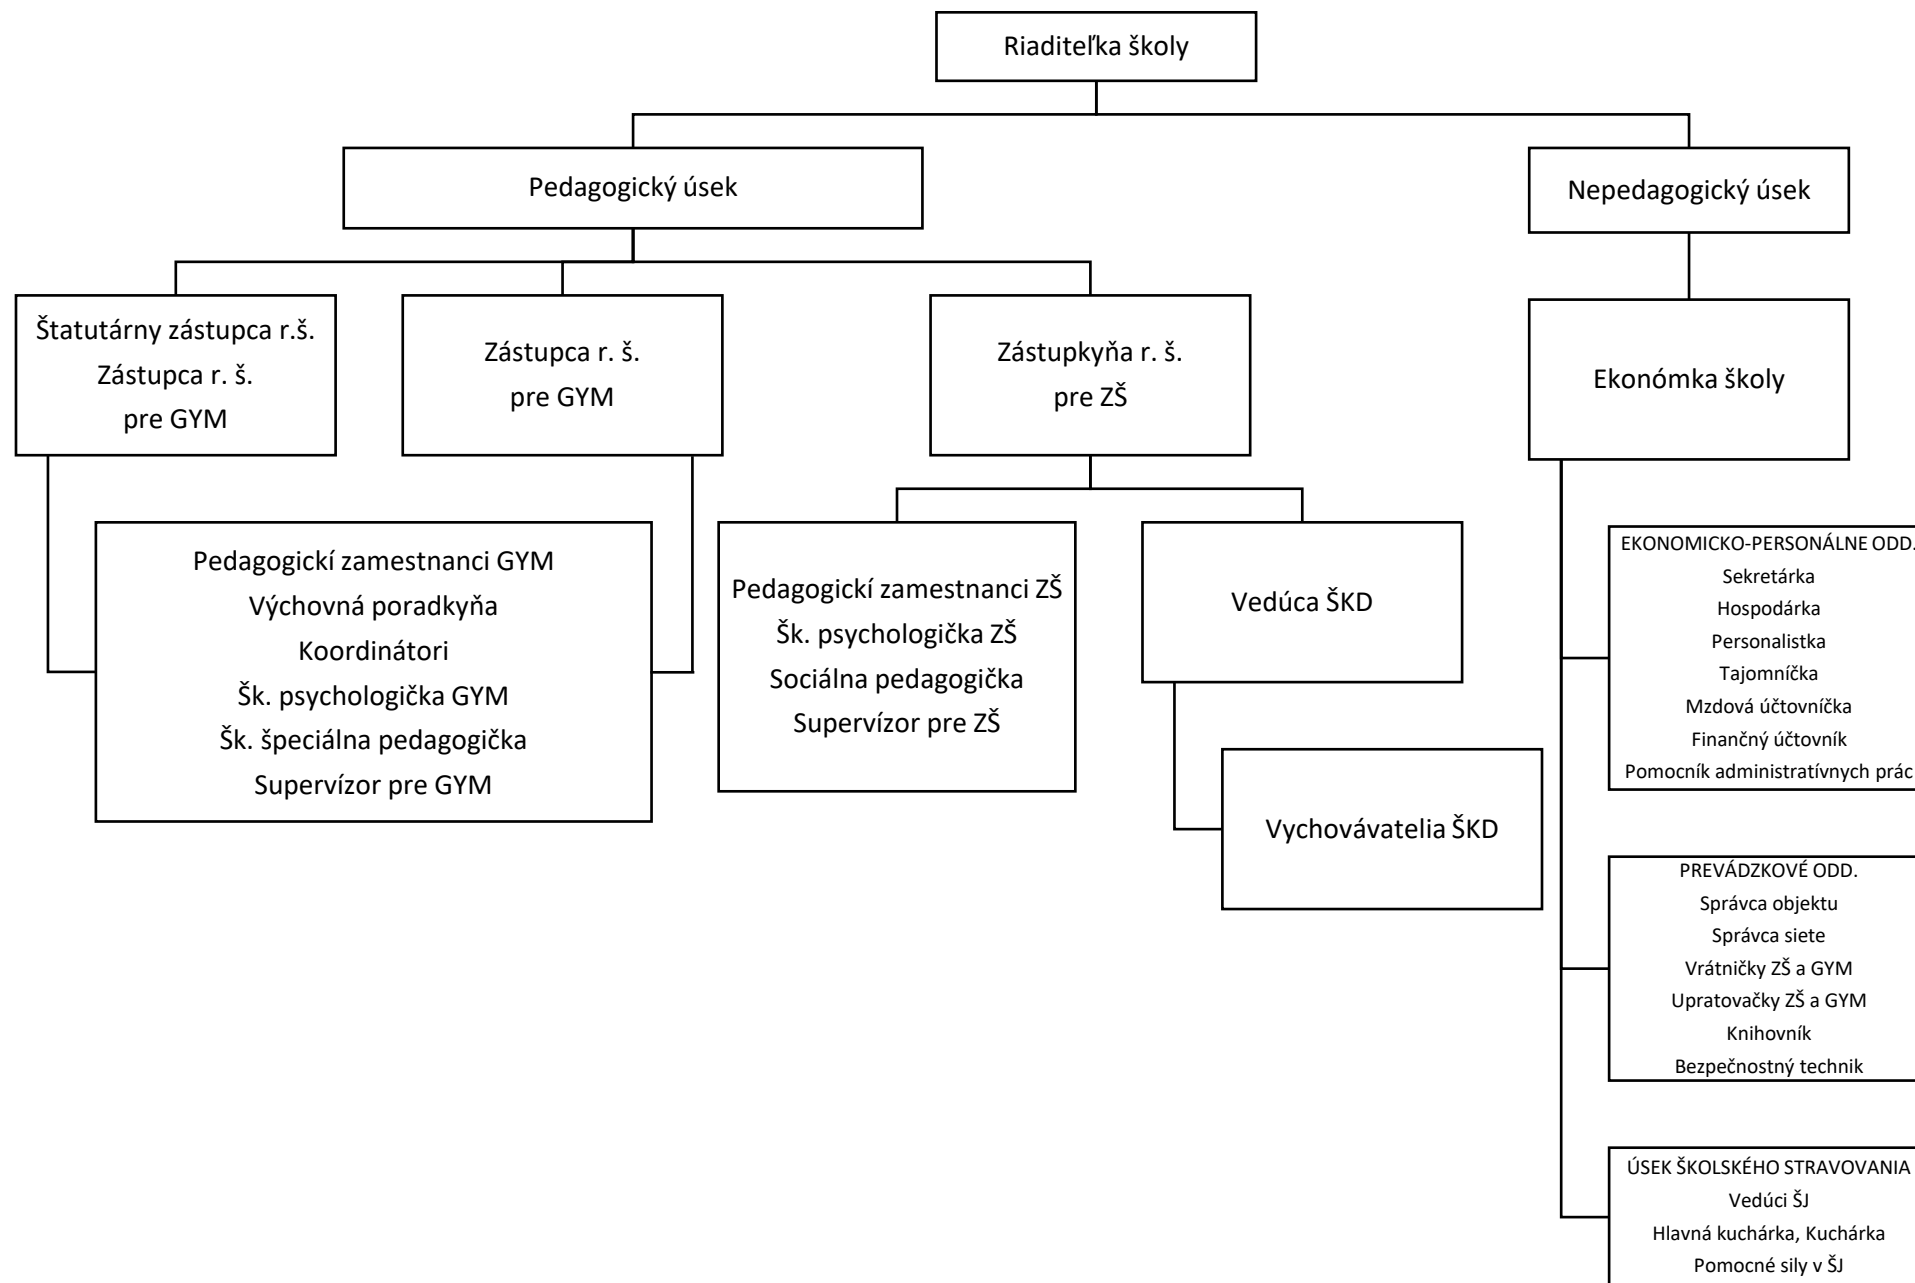 Riaditeľka školy
Pedagogický úsek
Nepedagogický úsek
Štatutárny zástupca r.š.
Zástupca r. š.
pre GYM
Zástupca r. š.
pre GYM
Zástupkyňa r. š.
pre ZŠ
Ekonómka školy
Pedagogickí zamestnanci GYM
Výchovná poradkyňa
Koordinátori
Šk. psychologička GYM
Šk. špeciálna pedagogička
Supervízor pre GYM
Pedagogickí zamestnanci ZŠ
Šk. psychologička ZŠ
Sociálna pedagogička
Supervízor pre ZŠ
Vedúca ŠKD
Vychovávatelia ŠKD
EKONOMICKO-PERSONÁLNE ODD.
Sekretárka
Hospodárka
Personalistka
Tajomníčka
Mzdová účtovníčka
Finančný účtovník
Pomocník administratívnych prác
PREVÁDZKOVÉ ODD.
Správca objektu
Správca siete
Vrátničky ZŠ a GYM
Upratovačky ZŠ a GYM
Knihovník
Bezpečnostný technik
ÚSEK ŠKOLSKÉHO STRAVOVANIA
Vedúci ŠJ
Hlavná kuchárka, Kuchárka
Pomocné sily v ŠJ